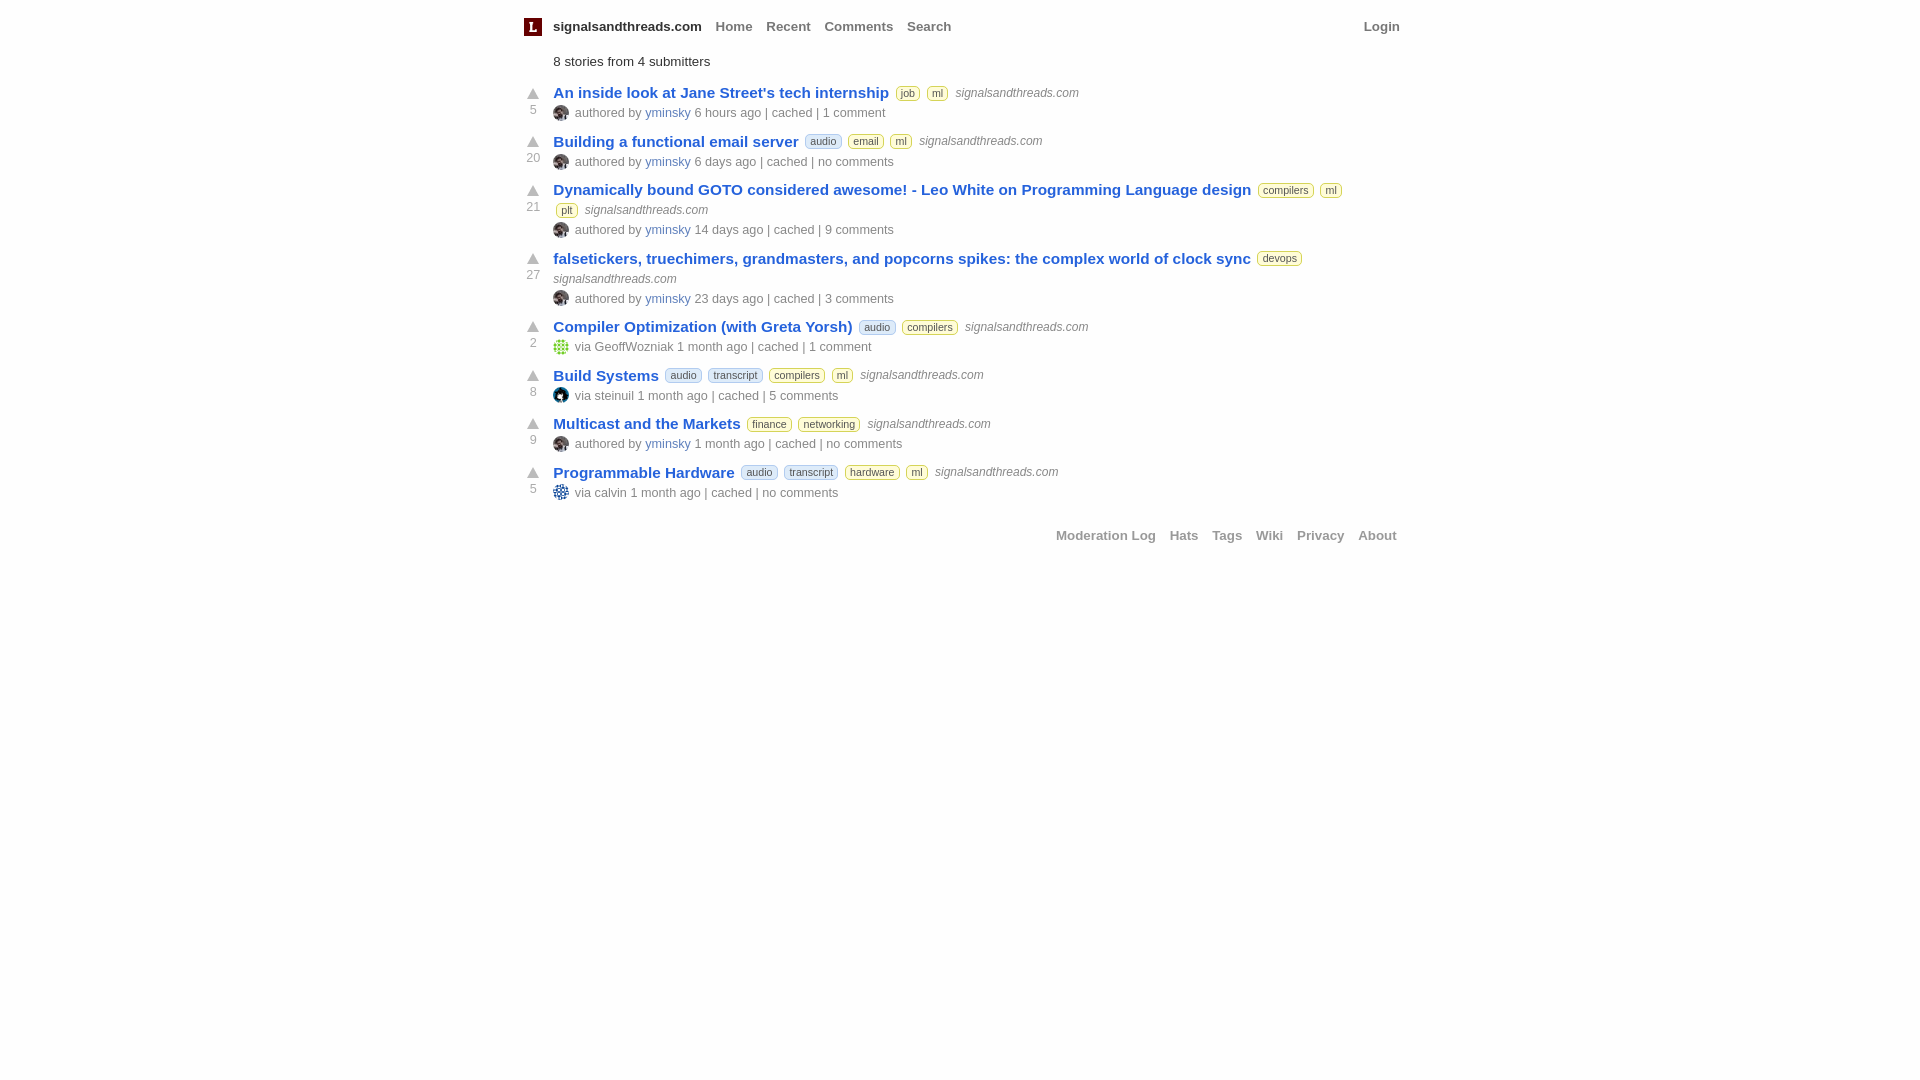 L signalsandthreads.com Home Recent Comments Search Login
8 stories from 4 submitters
An inside look at Jane Street's tech internship job ml signalsandthreads.com
5
authored by yminsky 6 hours ago | cached | 1 comment
Building a functional email server audio email ml signalsandthreads.com
20
authored by yminsky 6 days ago | cached | no comments
Dynamically bound GOTO considered awesome! - Leo White on Programming Language design compilers ml
21
plt signalsandthreads.com
authored by yminsky 14 days ago | cached | 9 comments
falsetickers, truechimers, grandmasters, and popcorns spikes: the complex world of clock sync devops
27
signalsandthreads.com
authored by yminsky 23 days ago | cached | 3 comments
Compiler Optimization (with Greta Yorsh) audio compilers signalsandthreads.com
2
via GeoffWozniak 1 month ago | cached | 1 comment
Build Systems audio transcript compilers ml signalsandthreads.com
8
via steinuil 1 month ago | cached | 5 comments
Multicast and the Markets finance networking signalsandthreads.com
9
authored by yminsky 1 month ago | cached | no comments
Programmable Hardware audio transcript hardware ml signalsandthreads.com
5
via calvin 1 month ago | cached | no comments
Moderation Log Hats Tags Wiki Privacy About